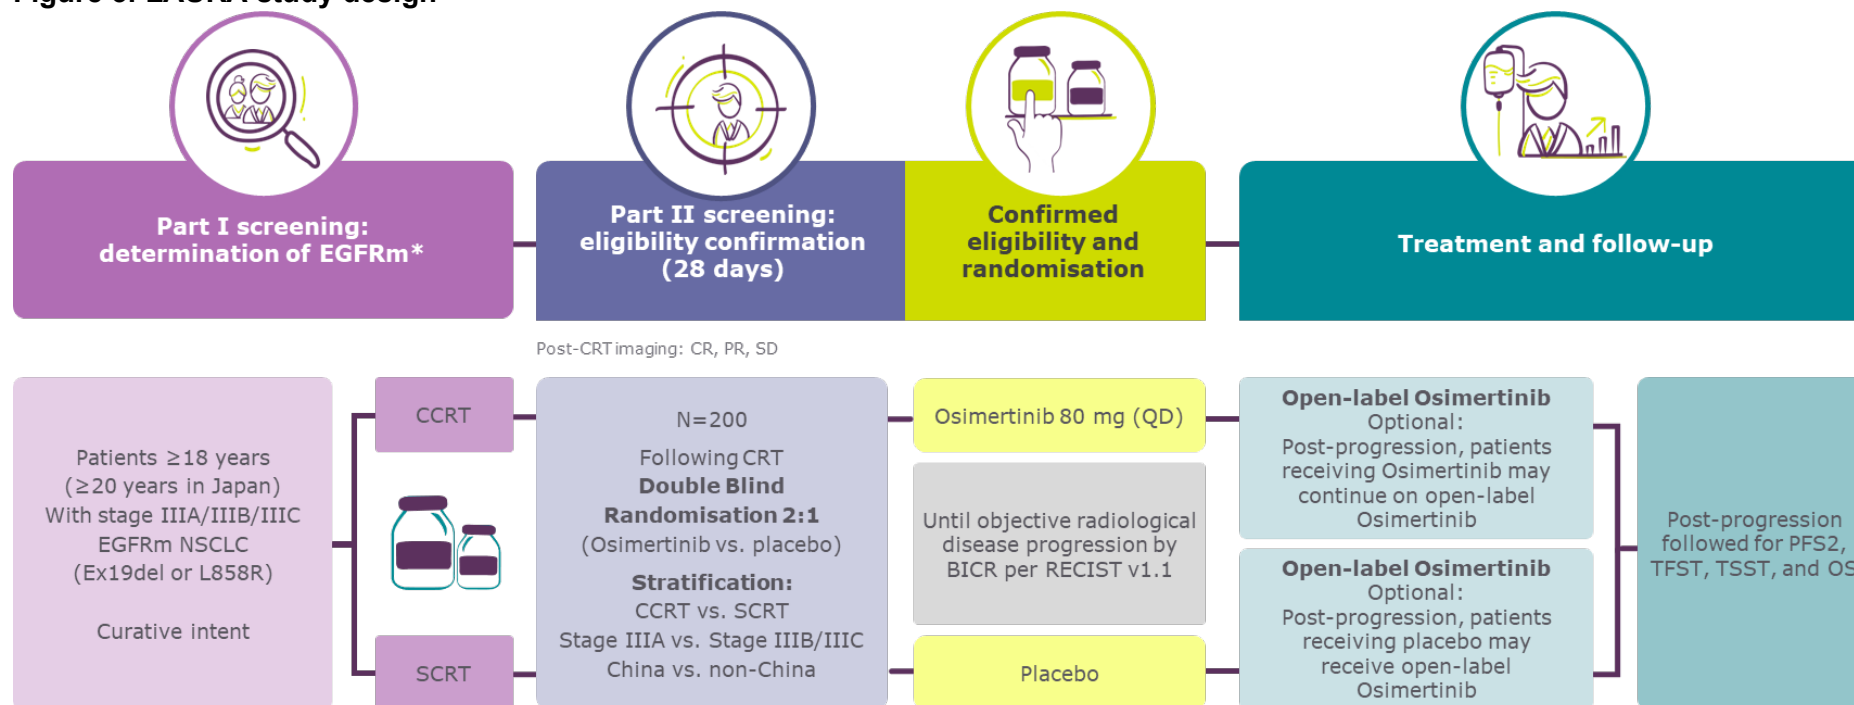 Part I screening:
determination of EGFRm*
Part II screening:
eligibility confirmation
(28 days)
Confirmed
eligibility and
randomisation
Treatment and follow-up
Post-CRT imaging: CR, PR, SD
Patients ≥18 years
(≥20 years in Japan)
With stage IIIA/IIIB/IIIC
EGFRm NSCLC
(Ex19del or L858R)
Curative intent
CCRT
SCRT
N=200
Following CRT
Double Blind
Randomisation 2:1
(Osimertinib vs. placebo)
Stratification:
CCRT vs. SCRT
Stage IIIA vs. Stage IIIB/IIIC
China vs. non-China
Osimertinib 80 mg (QD)
Until objective radiological
disease progression by
BICR per RECIST v1.1
Placebo
Open-label Osimertinib
Optional:
Post-progression, patients
receiving Osimertinib may
continue on open-label
Osimertinib
Open-label Osimertinib
Optional:
Post-progression, patients
receiving placebo may
receive open-label
Osimertinib
Post-progression
followed for PFS2,
TFST, TSST, and OS